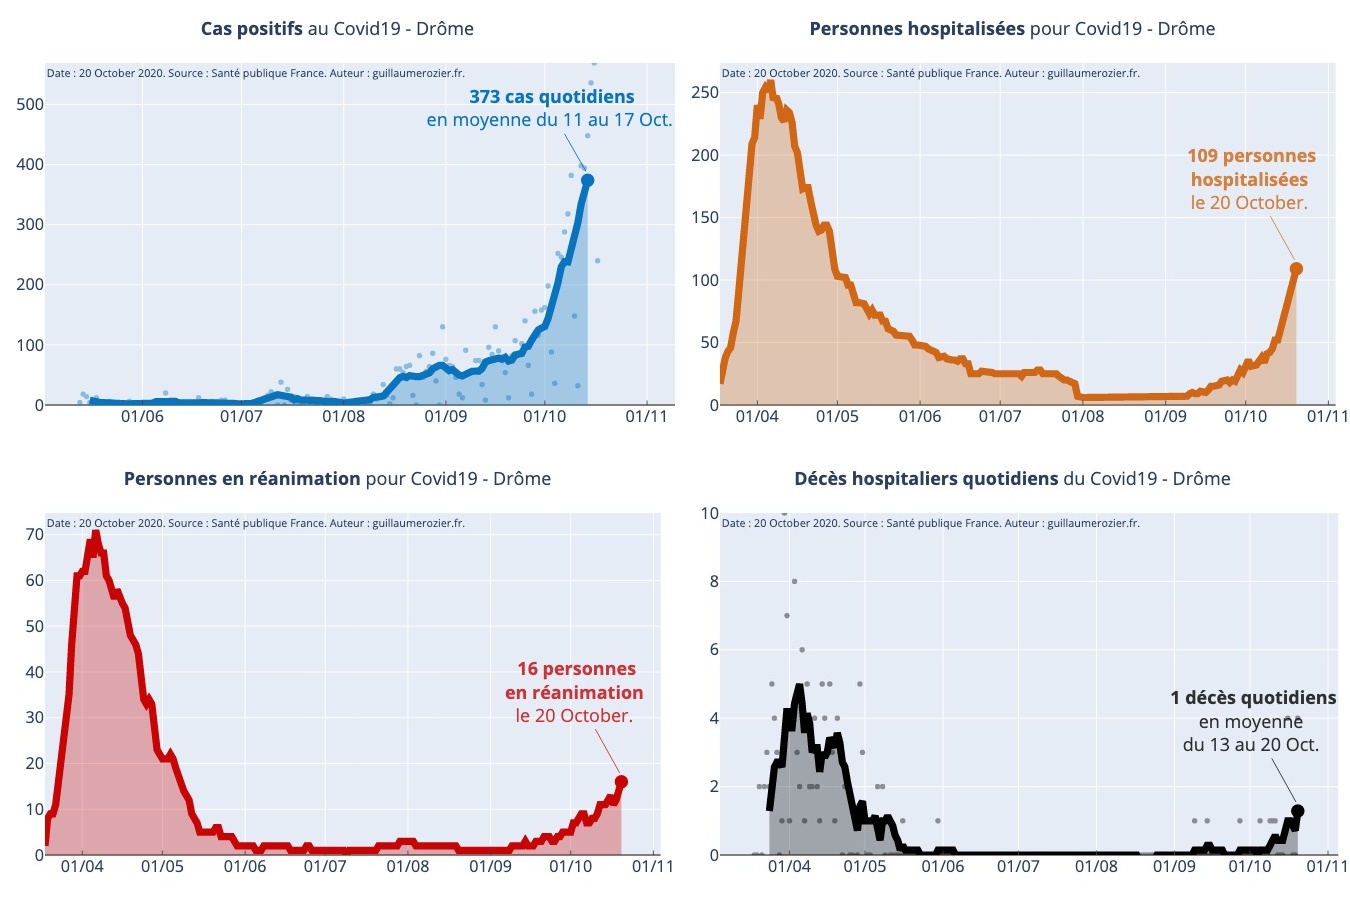 Cas positifs au Covid19 - Drôme
Date : 20 October 2020. Source : Santé publique France. Auteur : guillaumerozier.fr.
373 cas quotidiens
en moyenne du 11 au 17 Oct.
500
400
300
200
100
0
01/06 01/07 01/08 01/09 01/10 01/11
Personnes hospitalisées pour Covid19 - Drôme
Date : 20 October 2020. Source : Santé publique France. Auteur : guillaumerozier.fr.
250
200
150
100
50
0
109 personnes
hospitalisées
le 20 October.
01/04 01/05 01/06 01/07 01/08 01/09 01/10 01/11
Personnes en réanimation pour Covid19 - Drôme
Date : 20 October 2020. Source : Santé publique France. Auteur : guillaumerozier.fr.
70
60
50
40
30
20
10
0
16 personnes
en réanimation
le 20 October.
01/04 01/05 01/06 01/07 01/08 01/09 01/10 01/11
Décès hospitaliers quotidiens du Covid19 - Drôme
Date : 20 October 2020. Source : Santé publique France. Auteur : guillaumerozier.fr.
10
8
6
4
2
0
1 décès quotidiens
en moyenne
du 13 au 20 Oct.
01/04 01/05 01/06 01/07 01/08 01/09 01/10 01/11